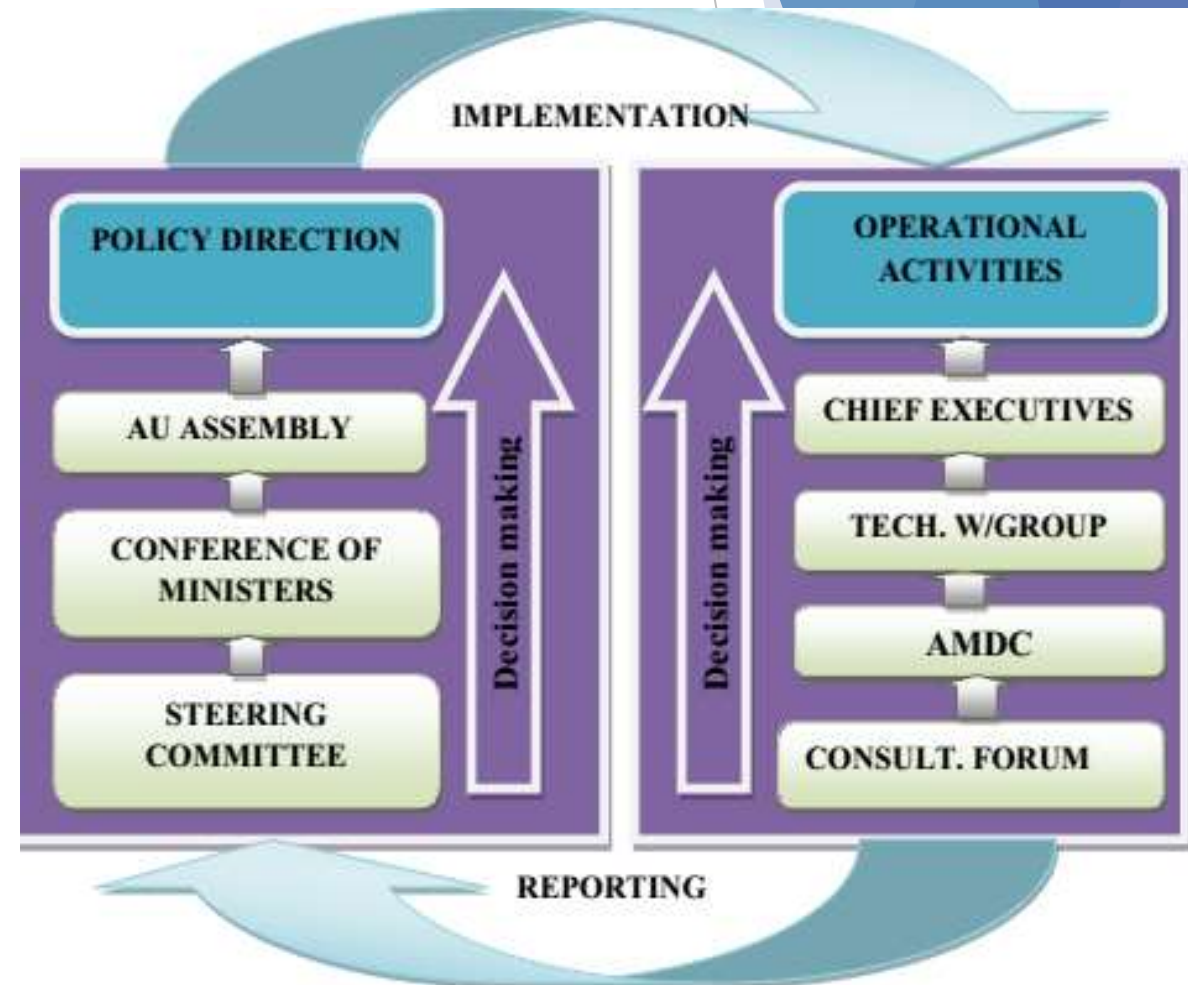 IMPLEMENTATION
POLICY DIRECTION
AU ASSEMBLY
CONFERENCE OF
MINISTERS
STEERING
COMMITTEE
Decision making
Decision making
OPERATIONAL
ACTIVITIES
CHIEF EXECUTIVES
TECH. W/GROUP
AMDC
CONSULT. FORUM
REPORTING